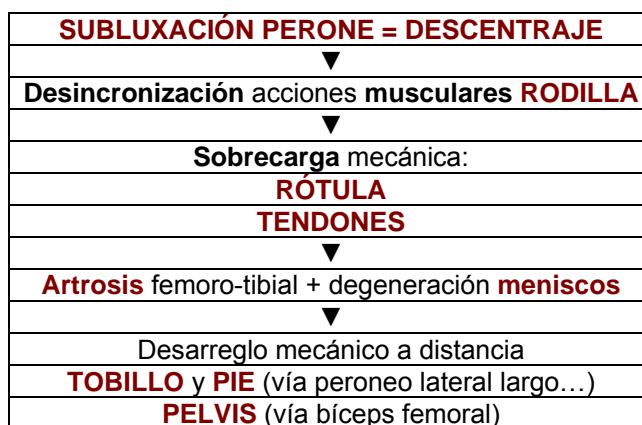 SUBLUXACIÓN PERONE = DESCENTRAJE
▼
Desincronización acciones musculares RODILLA
▼
Sobrecarga mecánica:
RÓTULA
TENDONES
▼
Artrosis femoro-tibial + degeneración meniscos
▼
Desarreglo mecánico a distancia
TOBILLO y PIE (vía peroneo lateral largo…)
PELVIS (vía bíceps femoral)